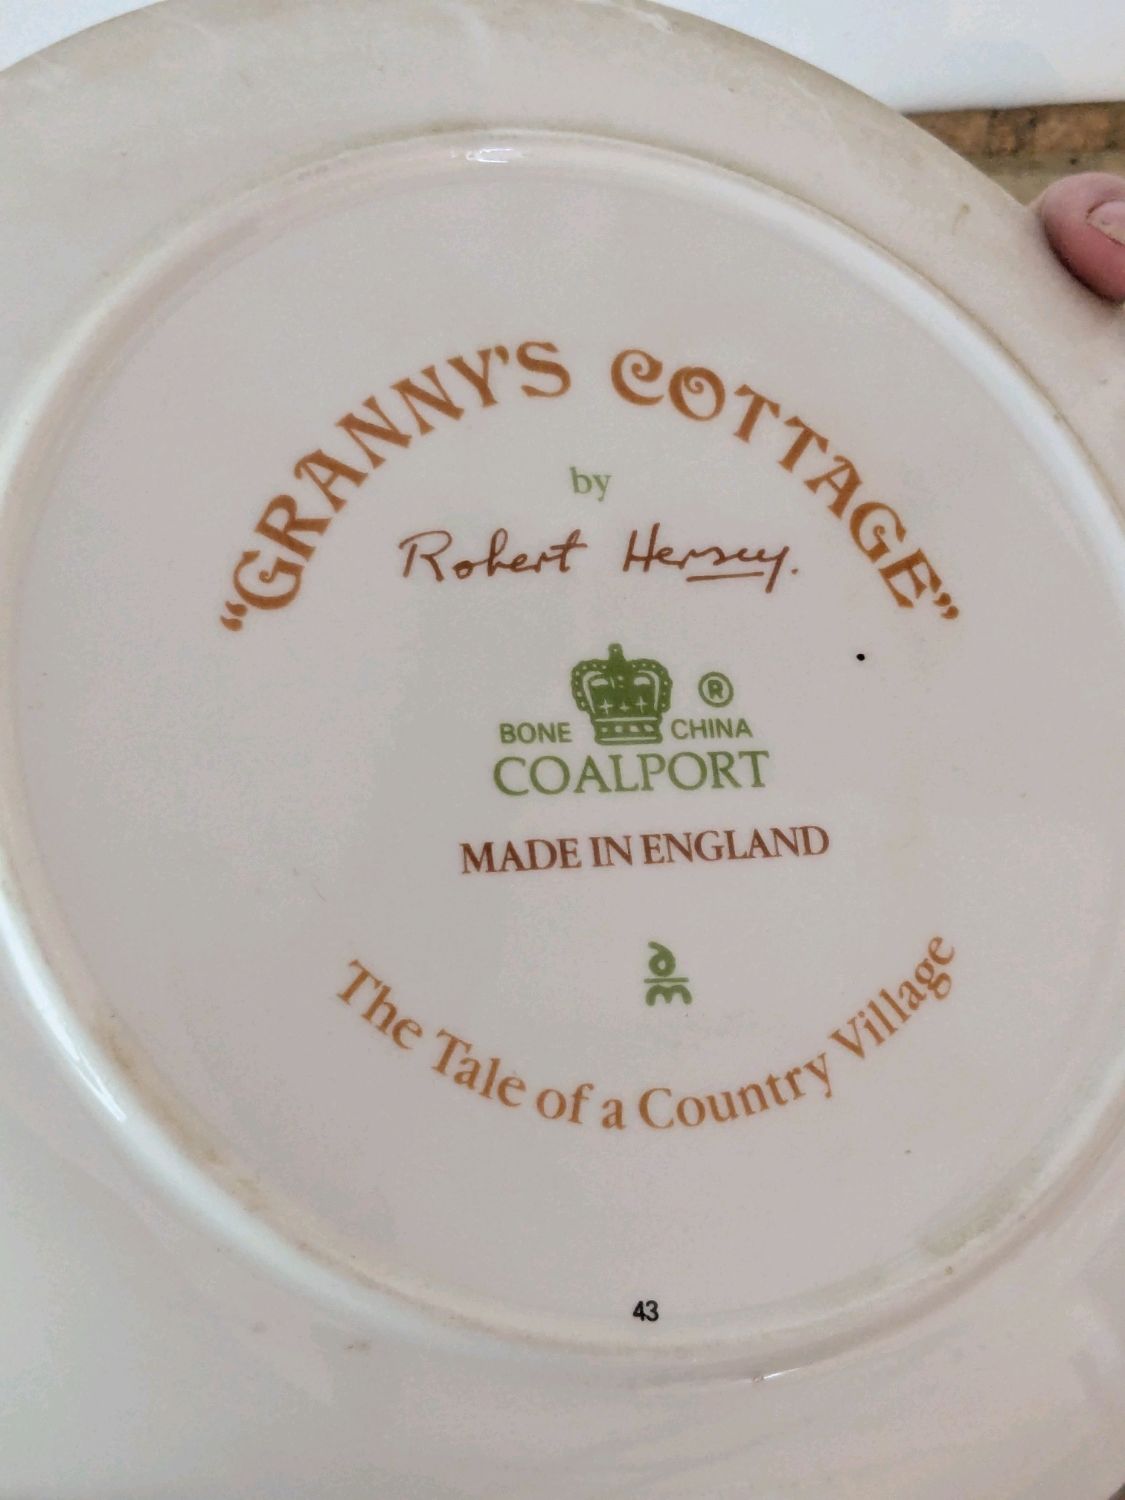 “GRANNY'S COTTAGE”
by
Robert Hersey.
®
BONE CHINA
COALPORT
MADE IN ENGLAND
The Tale of a Country Village
43